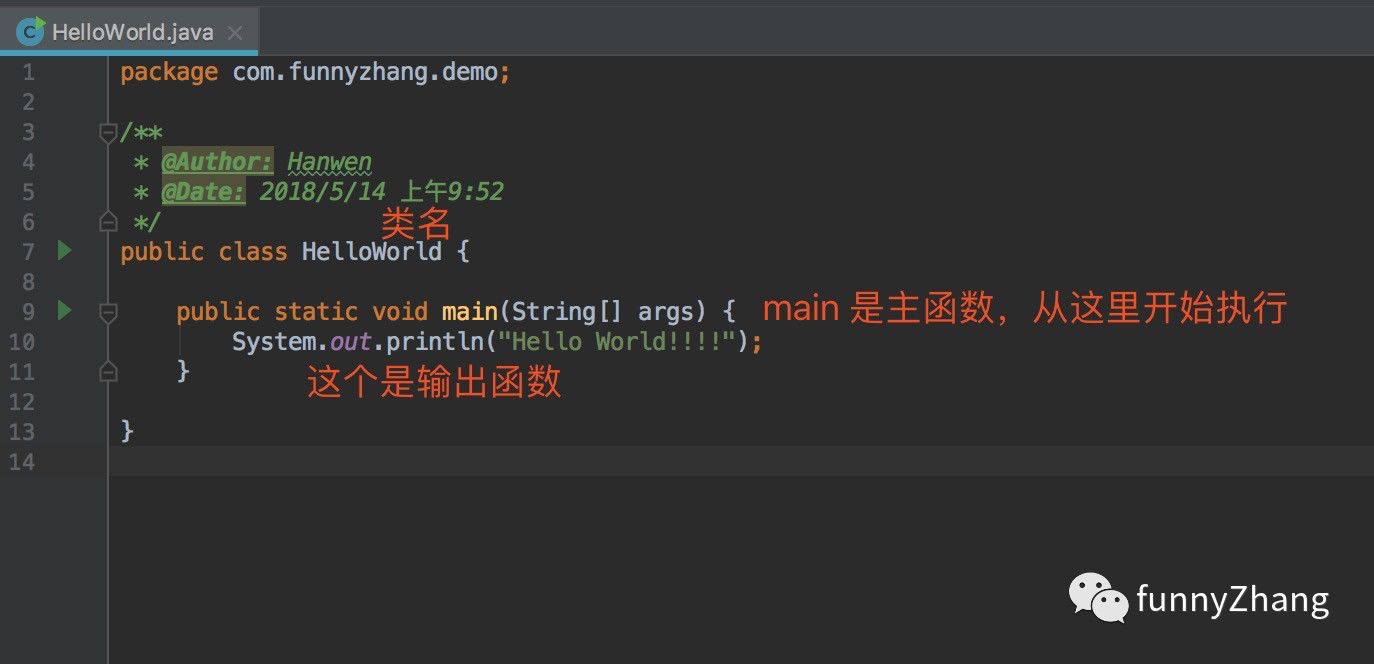 HelloWorld.java
1 package com.funnyzhang.demo;
2
3 /**
4 * @Author: Hanwen
5 * @Date: 2018/5/14 上午9:52
6 */
类名
7 public class HelloWorld {
8
9 public static void main(String[] args) { main 是主函数，从这里开始执行
10 System.out.println("Hello World!!!!");
11 }
这个是输出函数
12
13 }
14
funnyZhang